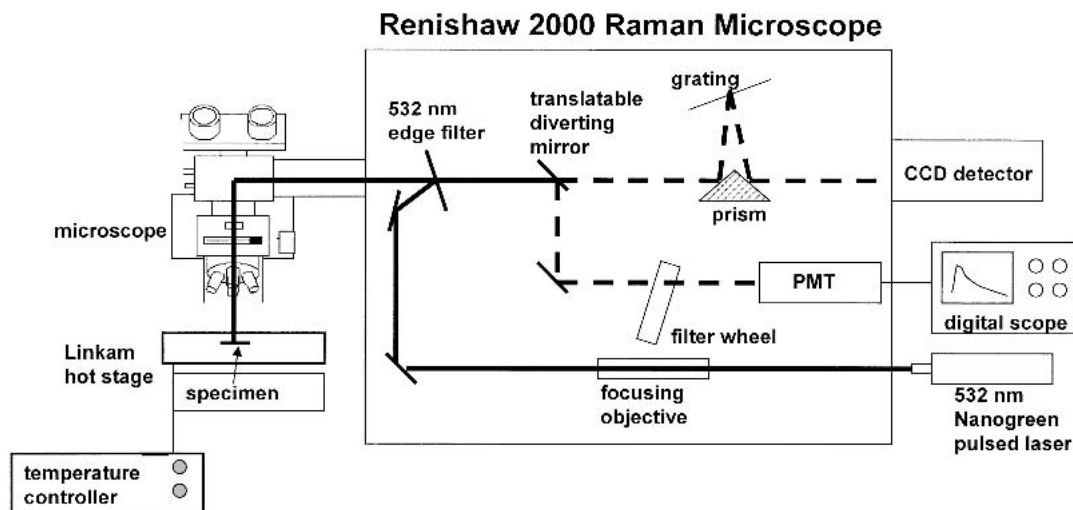 Renishaw 2000 Raman Microscope
grating
translatable
diverting
mirror
532 nm
edge filter
CCD detector
prism
microscope
PMT
digital scope
filter wheel
Linkam
hot stage
specimen
focusing
objective
532 nm
Nanogreen
pulsed laser
temperature
controller